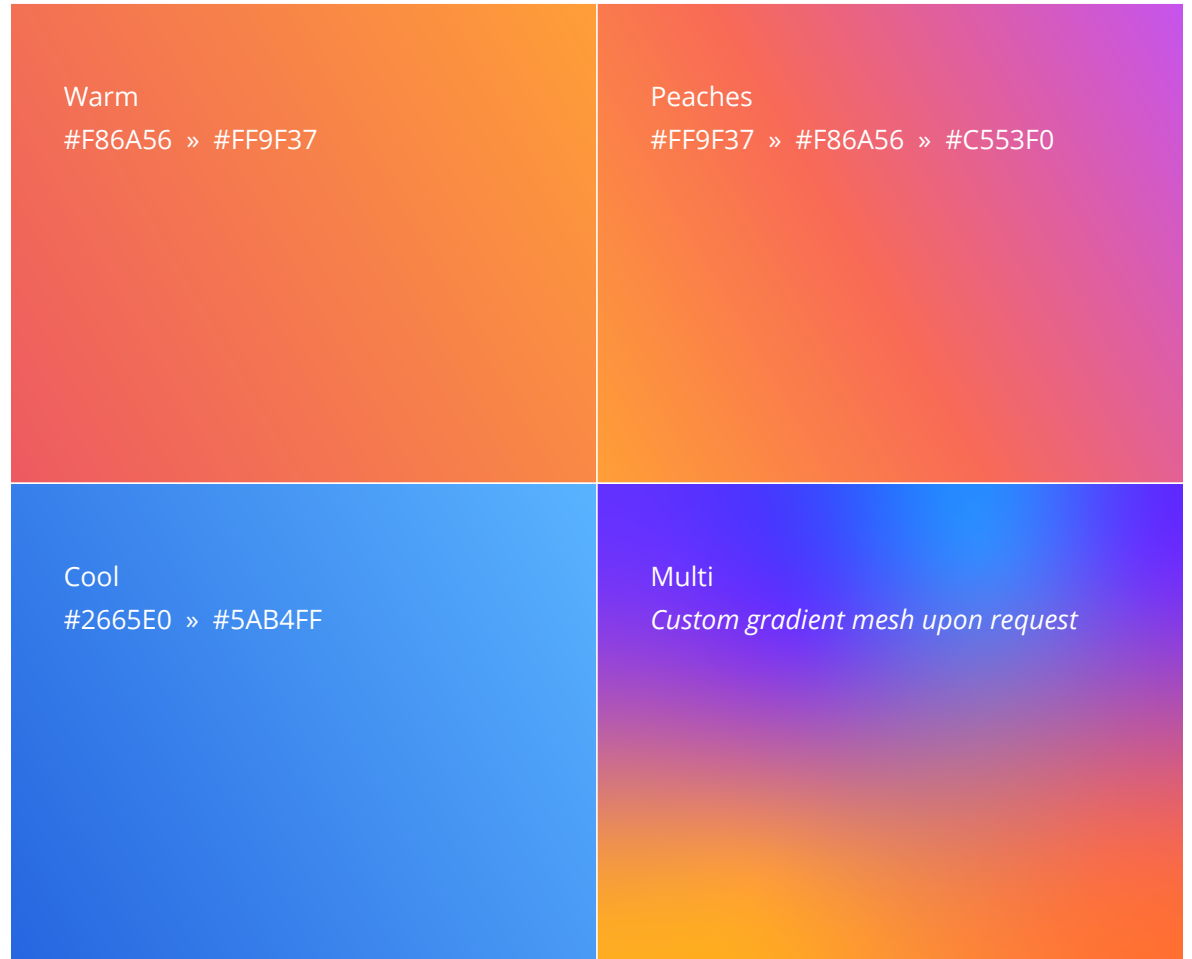 Warm
#F86A56 » #FF9F37
Peaches
#FF9F37 » #F86A56 » #C553F0
Cool
#2665E0 » #5AB4FF
Multi
Custom gradient mesh upon request